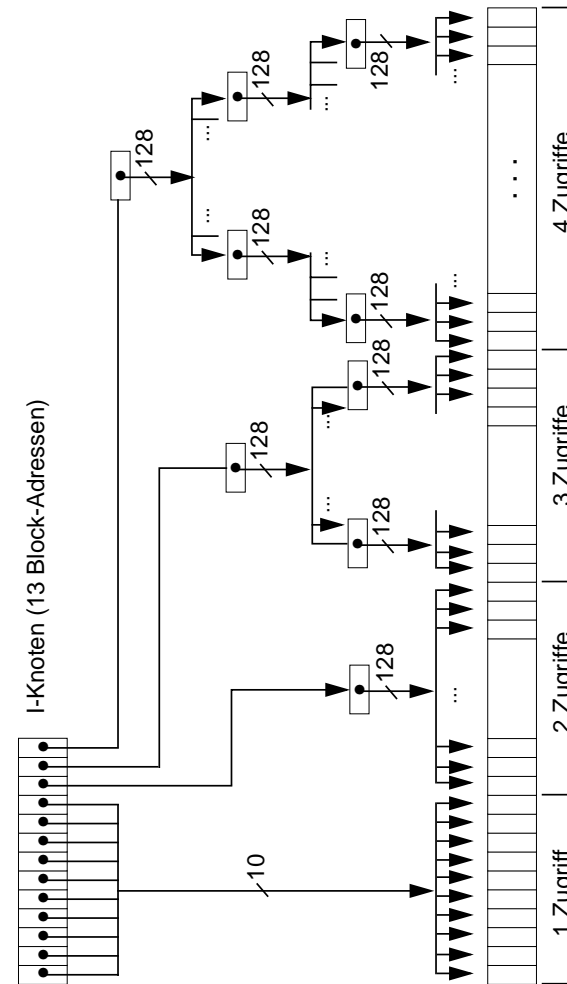 I-Knoten (13 Block-Adressen)
128
... ...
10 128 128 128
... ... ... ...
128 128 128 128 128
... ... ...
. . .
1 Zugriff 2 Zugriffe 3 Zugriffe 4 Zugriffe